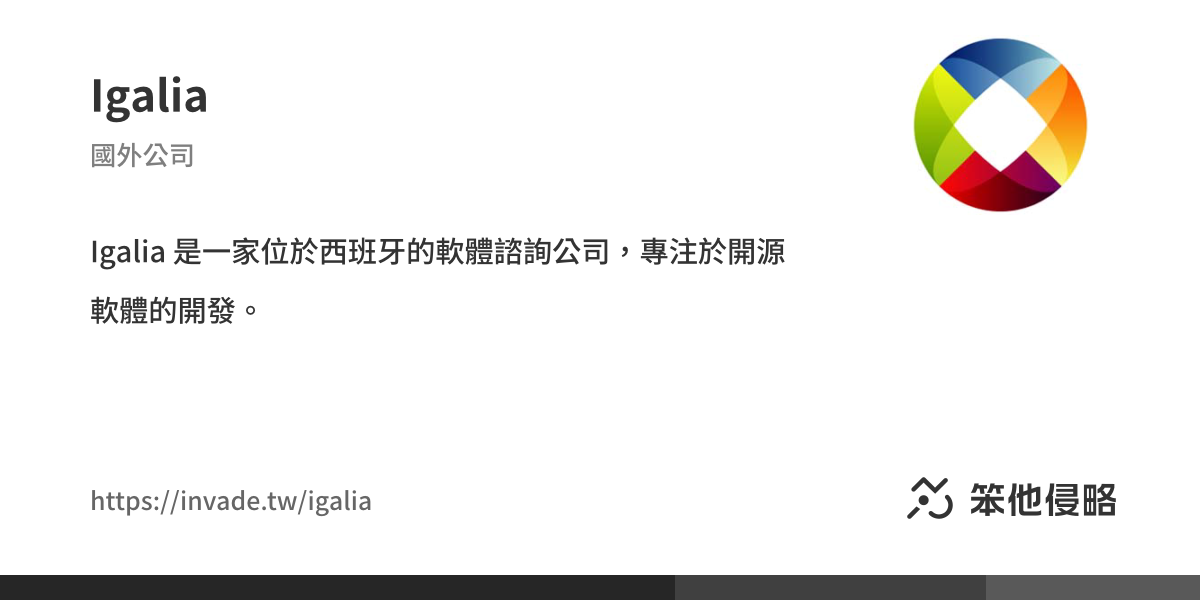 Igalia
國外公司
Igalia 是一家位於西班牙的軟體諮詢公司，專注於開源
軟體的開發。
https://invade.tw/igalia
笨他侵略